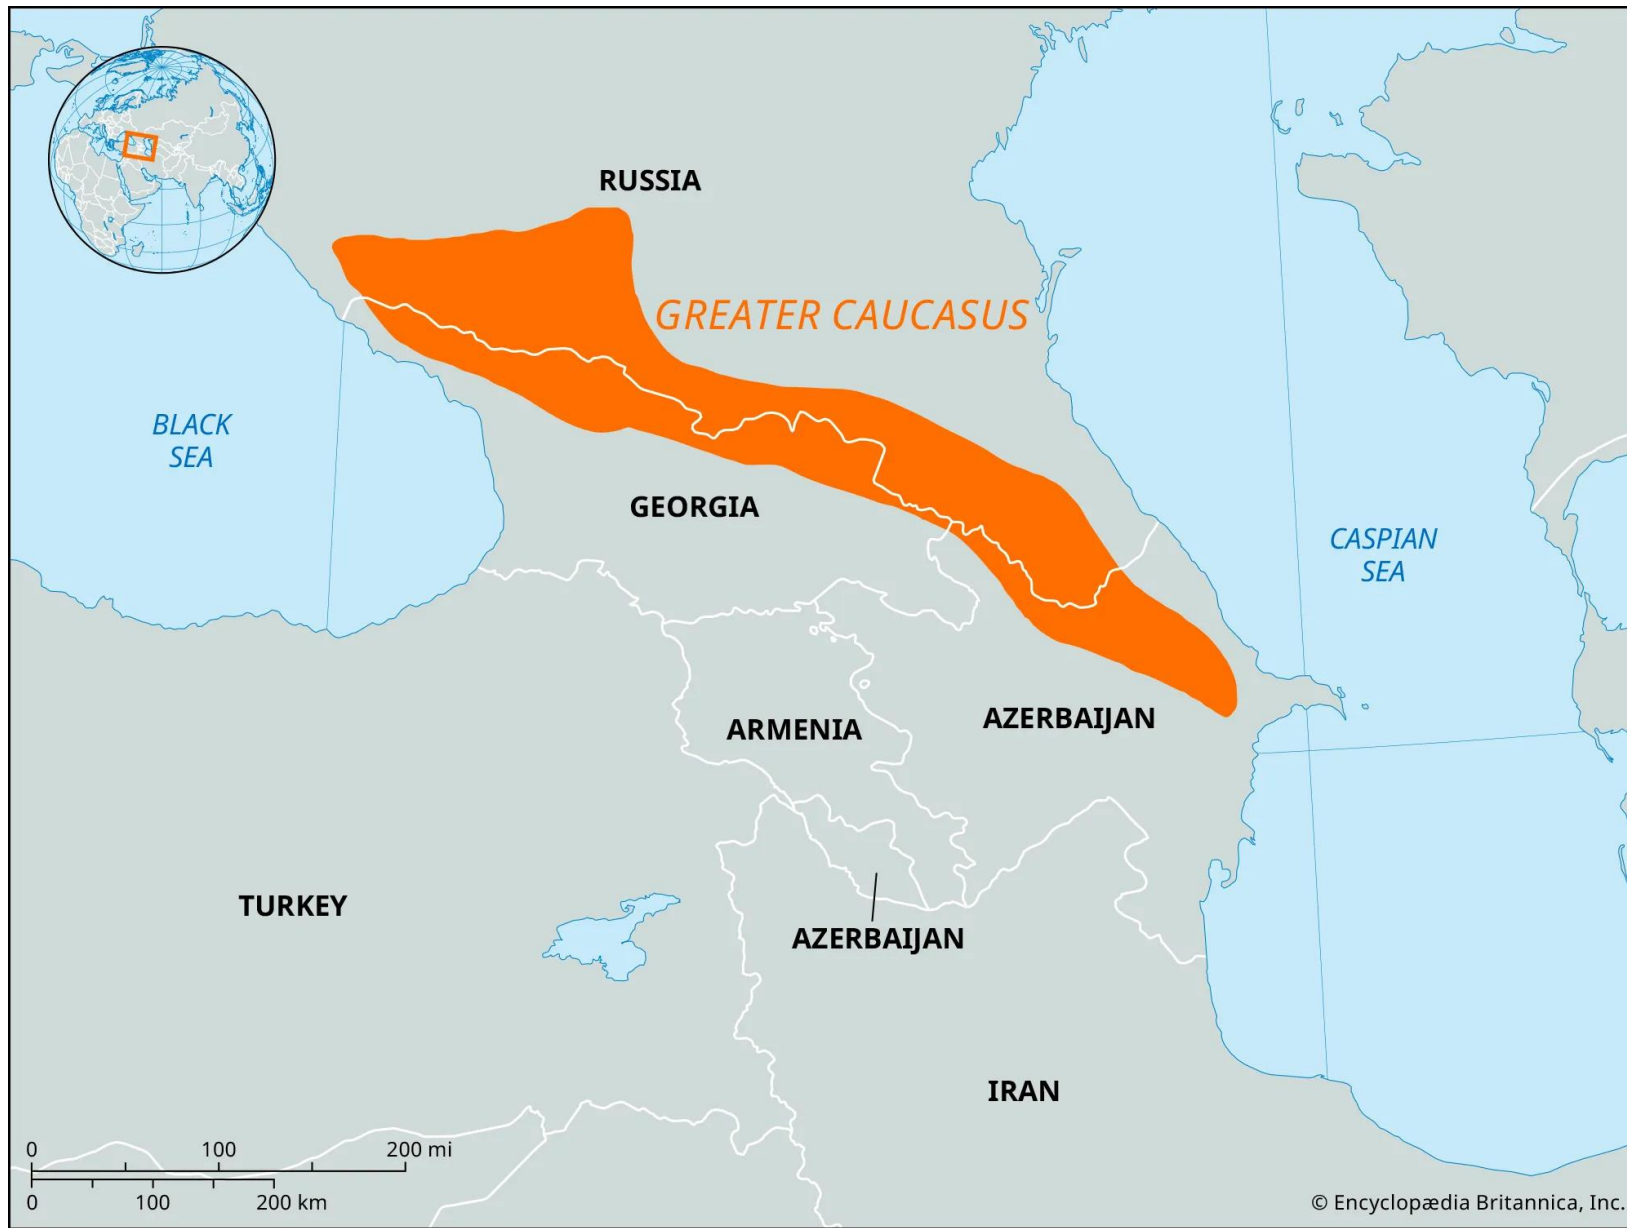 RUSSIA
GREATER CAUCASUS
BLACK
SEA
GEORGIA
CASPIAN
SEA
ARMENIA
AZERBAIJAN
TURKEY
AZERBAIJAN
IRAN
0 100 200 mi
0 100 200 km
© Encyclopædia Britannica, Inc.